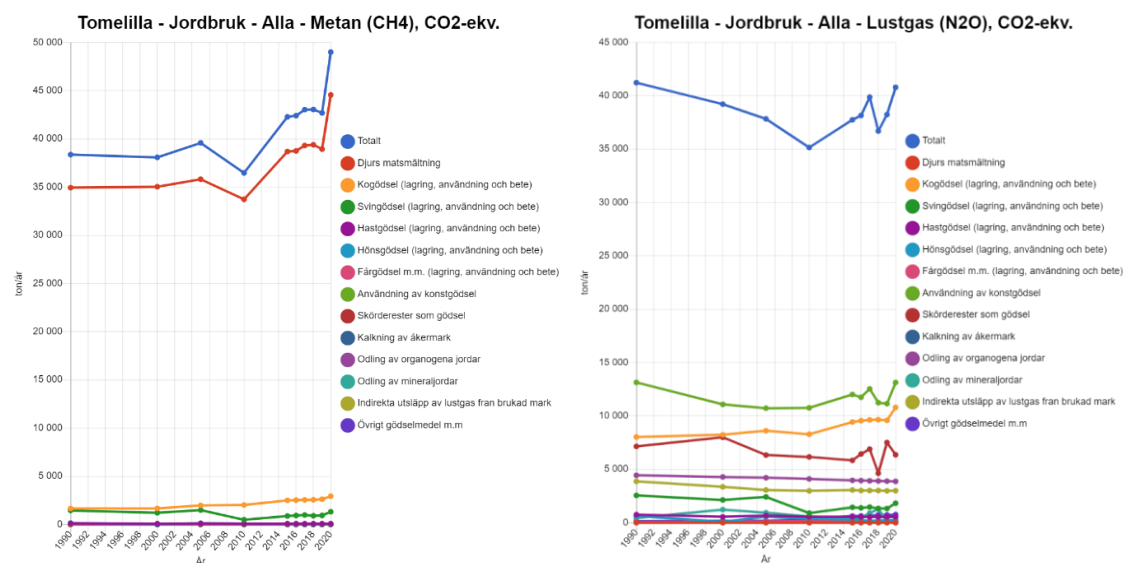 Tomelilla - Jordbruk - Alla - Metan (CH4), CO2-ekv.
50 000
45 000
40 000
35 000
30 000
25 000
20 000
15 000
10 000
5 000
0
ton/år
1990
1992
1994
1996
1998
2000
2002
2004
2006
2008
2010
2012
2014
2016
2018
2020
År
Totalt
Djurs matsmältning
Kogödsel (lagring, användning och bete)
Svingödsel (lagring, användning och bete)
Hästgödsel (lagring, användning och bete)
Hönsgödsel (lagring, användning och bete)
Fårgödsel m.m. (lagring, användning och bete)
Användning av konstgödsel
Skörderester som gödsel
Kalkning av åkermark
Odling av organogena jordar
Odling av mineraljordar
Indirekta utsläpp av lustgas från brukad mark
Övrigt gödselmedel m.m
Tomelilla - Jordbruk - Alla - Lustgas (N2O), CO2-ekv.
45 000
40 000
35 000
30 000
25 000
20 000
15 000
10 000
5 000
0
ton/år
1990
1992
1994
1996
1998
2000
2002
2004
2006
2008
2010
2012
2014
2016
2018
2020
År
Totalt
Djurs matsmältning
Kogödsel (lagring, användning och bete)
Svingödsel (lagring, användning och bete)
Hästgödsel (lagring, användning och bete)
Hönsgödsel (lagring, användning och bete)
Fårgödsel m.m. (lagring, användning och bete)
Användning av konstgödsel
Skörderester som gödsel
Kalkning av åkermark
Odling av organogena jordar
Odling av mineraljordar
Indirekta utsläpp av lustgas från brukad mark
Övrigt gödselmedel m.m